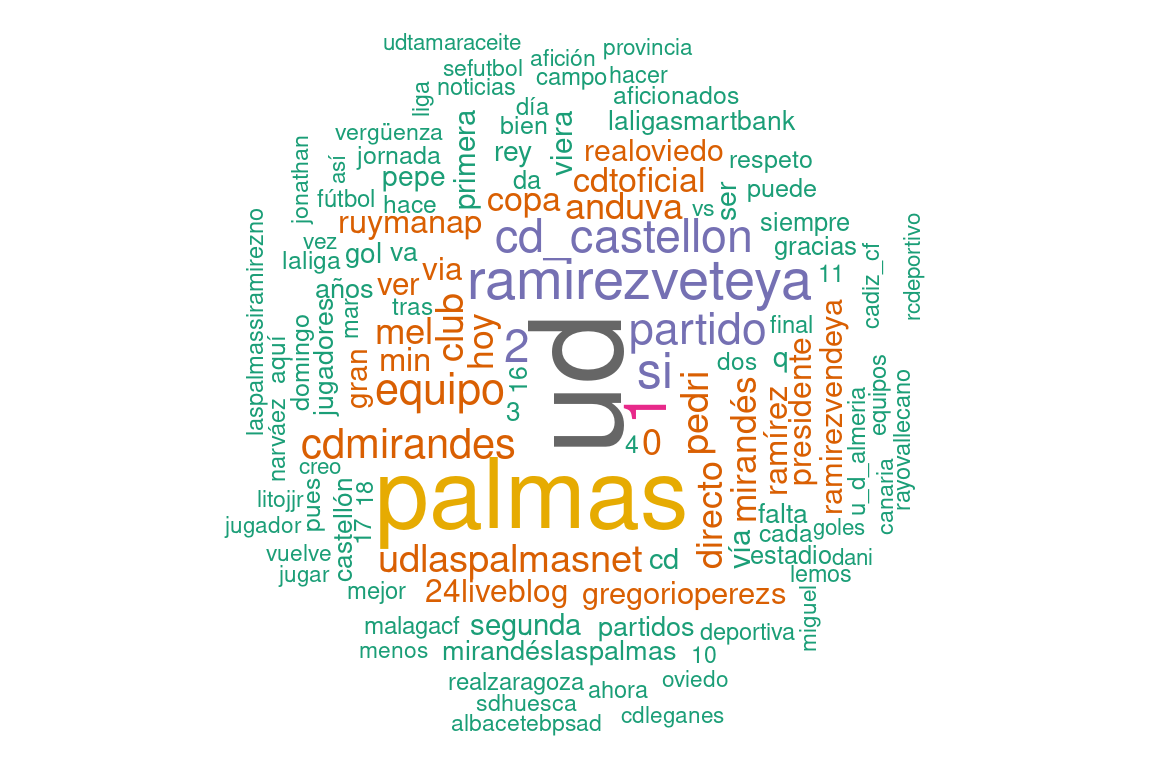 udtamaraceite
afición
provincia
sefutbol
campo
hacer
noticias
liga
día
aficionados
bien
laligasmartbank
vergüenza
primera
viera
jonathan
así
jornada
rey
realoviedo
respeto
pepe
da
cdtoficial
ser
puede
fútbol
hace
copa
anduva
vs
ruymanap
cd_castellon
siempre
laspalmassiramirezno
vez
laliga
gol
va
gracias
cadiz_cf
rcdeportivo
años
ver
via
ramirezveteya
11
mar
tras
club
hoy
ud
partido
final
aquí
domingo
jugadores
mel
2
ramirezvendeya
gran
min
16
si
dos
q
presidente
equipos
narváez
equipo
3
1
pedri
mirandés
ramírez
u_d_almeria
rayovallecano
cdmirandes
4
0
creo
palmas
directo
canaria
litojjr
pues
castellón
18
17
falta
jugador
cada
goles
vuelve
udlaspalmasnet
cd
vía
estadio
dani
jugar
lemos
mejor
24liveblog
gregorioperezs
miguel
malagacf
segunda
partidos
deportiva
menos
mirandéslaspalmas
10
realzaragoza
ahora
oviedo
sdhuesca
albacetebpsad
cdleganes